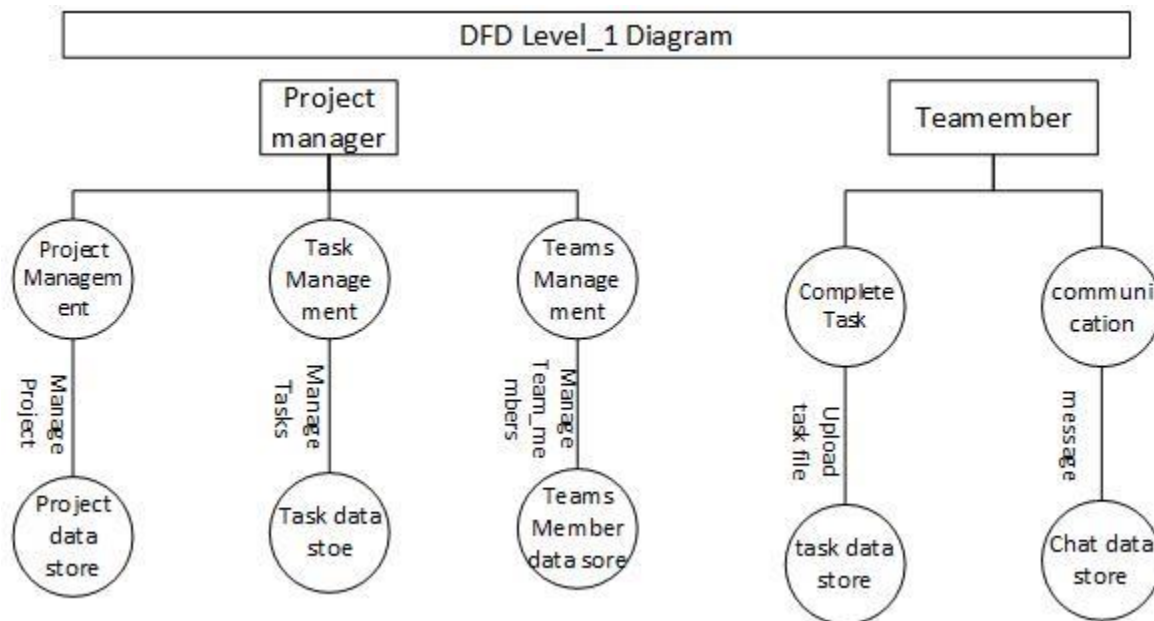 DFD Level_1 Diagram
Project
manager
Teamember
Project
Managem
ent
Task
Manage
ment
Teams
Manage
ment
Complete
Task
communi
cation
Manage
Project
Manage
Tasks
Manage
Team_me
mbers
Upload
task file
message
Project
data
store
Task data
stoe
Teams
Member
data sore
task data
store
Chat data
store